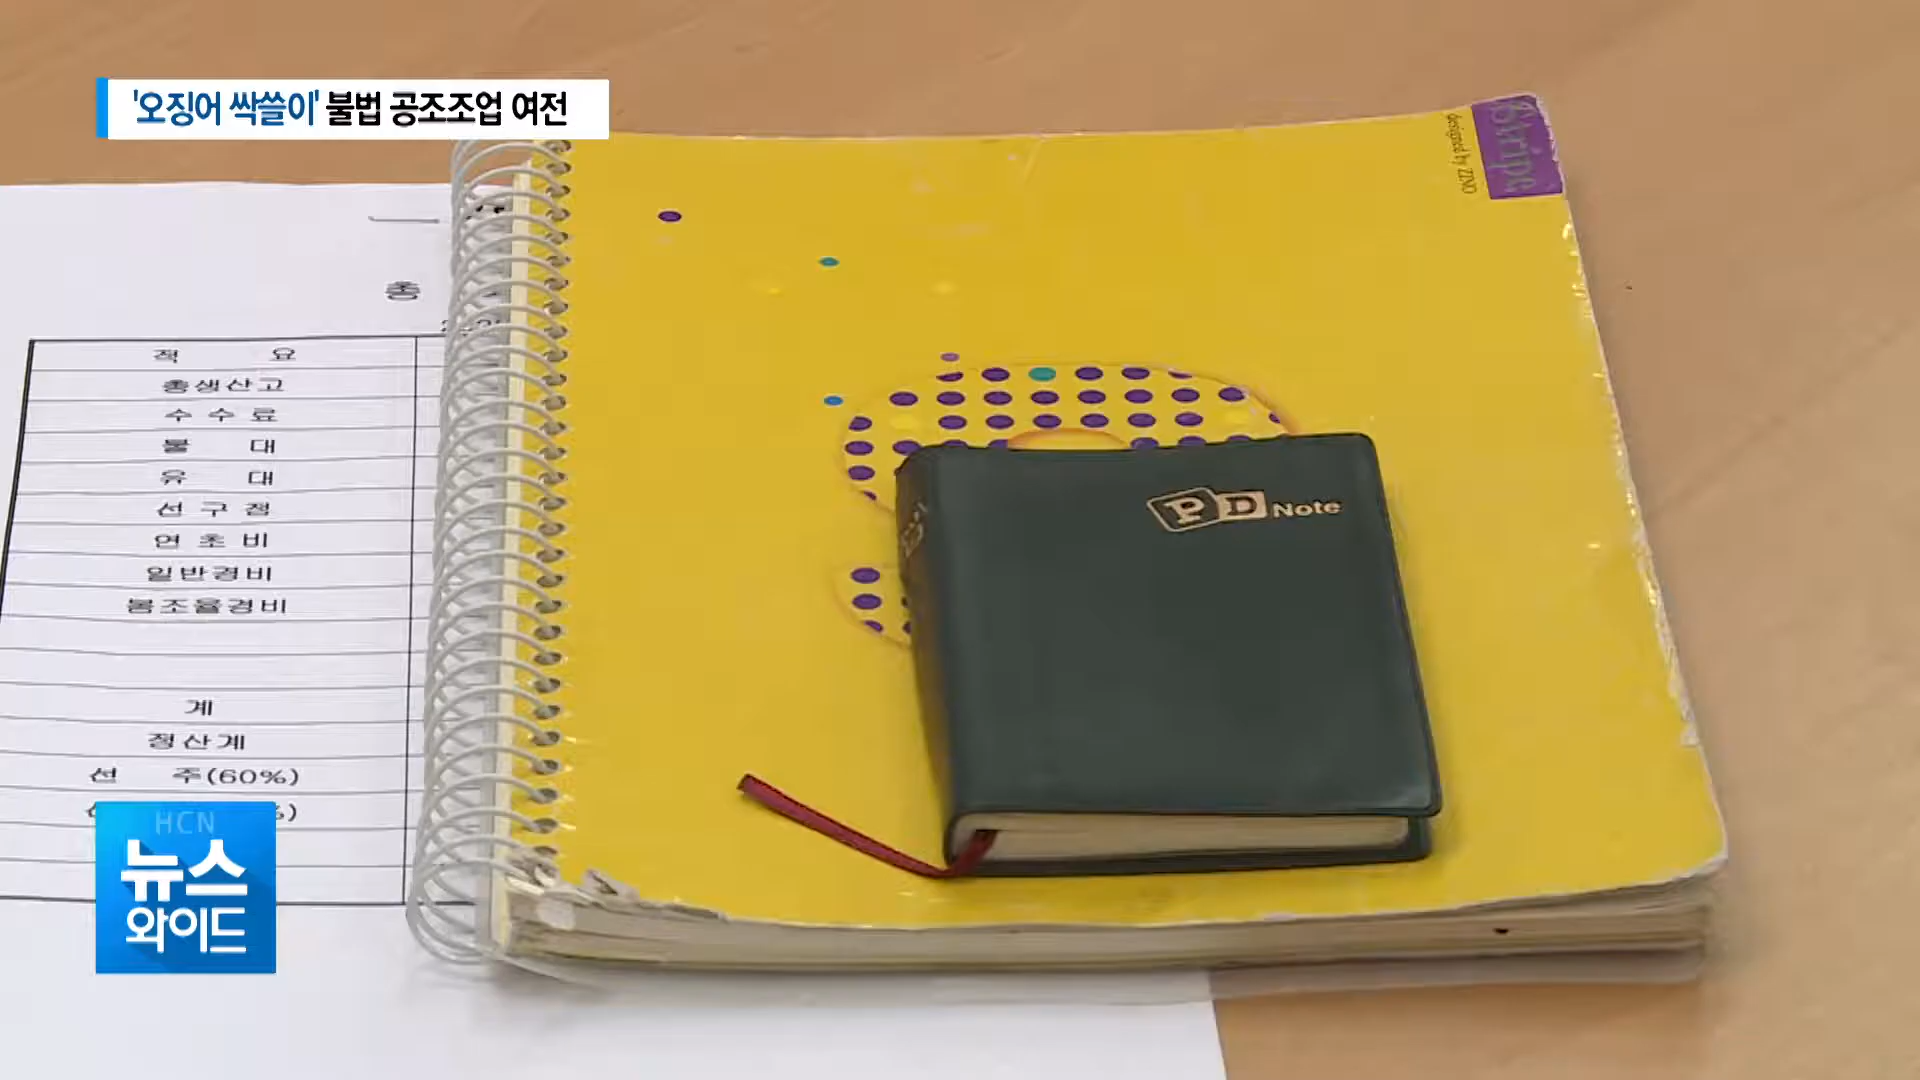 '오징어 싹쓸이' 불법 공조조업 여전
Stripe
designed by ZINO
총
적 요
총생산고
수 수 료
불 대
유 대
선 구 점
연 초 비
일반경비
봄조율경비
계
정산계
선 주(60%)
PD Note
HCN
뉴스
와이드